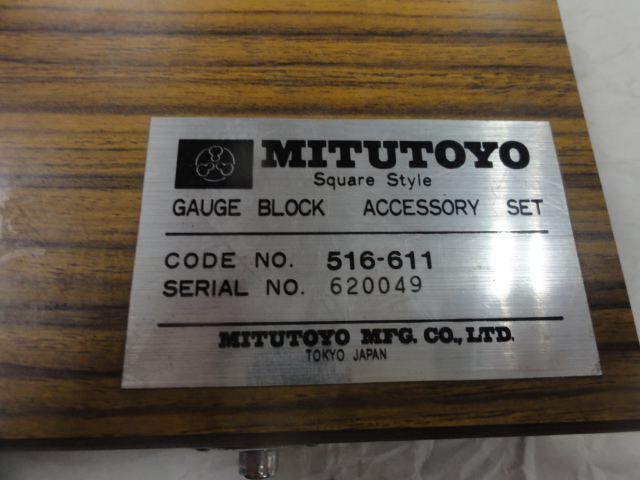 MITUTOYO
Square Style
GAUGE BLOCK ACCESSORY SET
CODE NO. 516-611
SERIAL NO. 620049
MITUTOYO MFG. CO., LTD.
TOKYO JAPAN